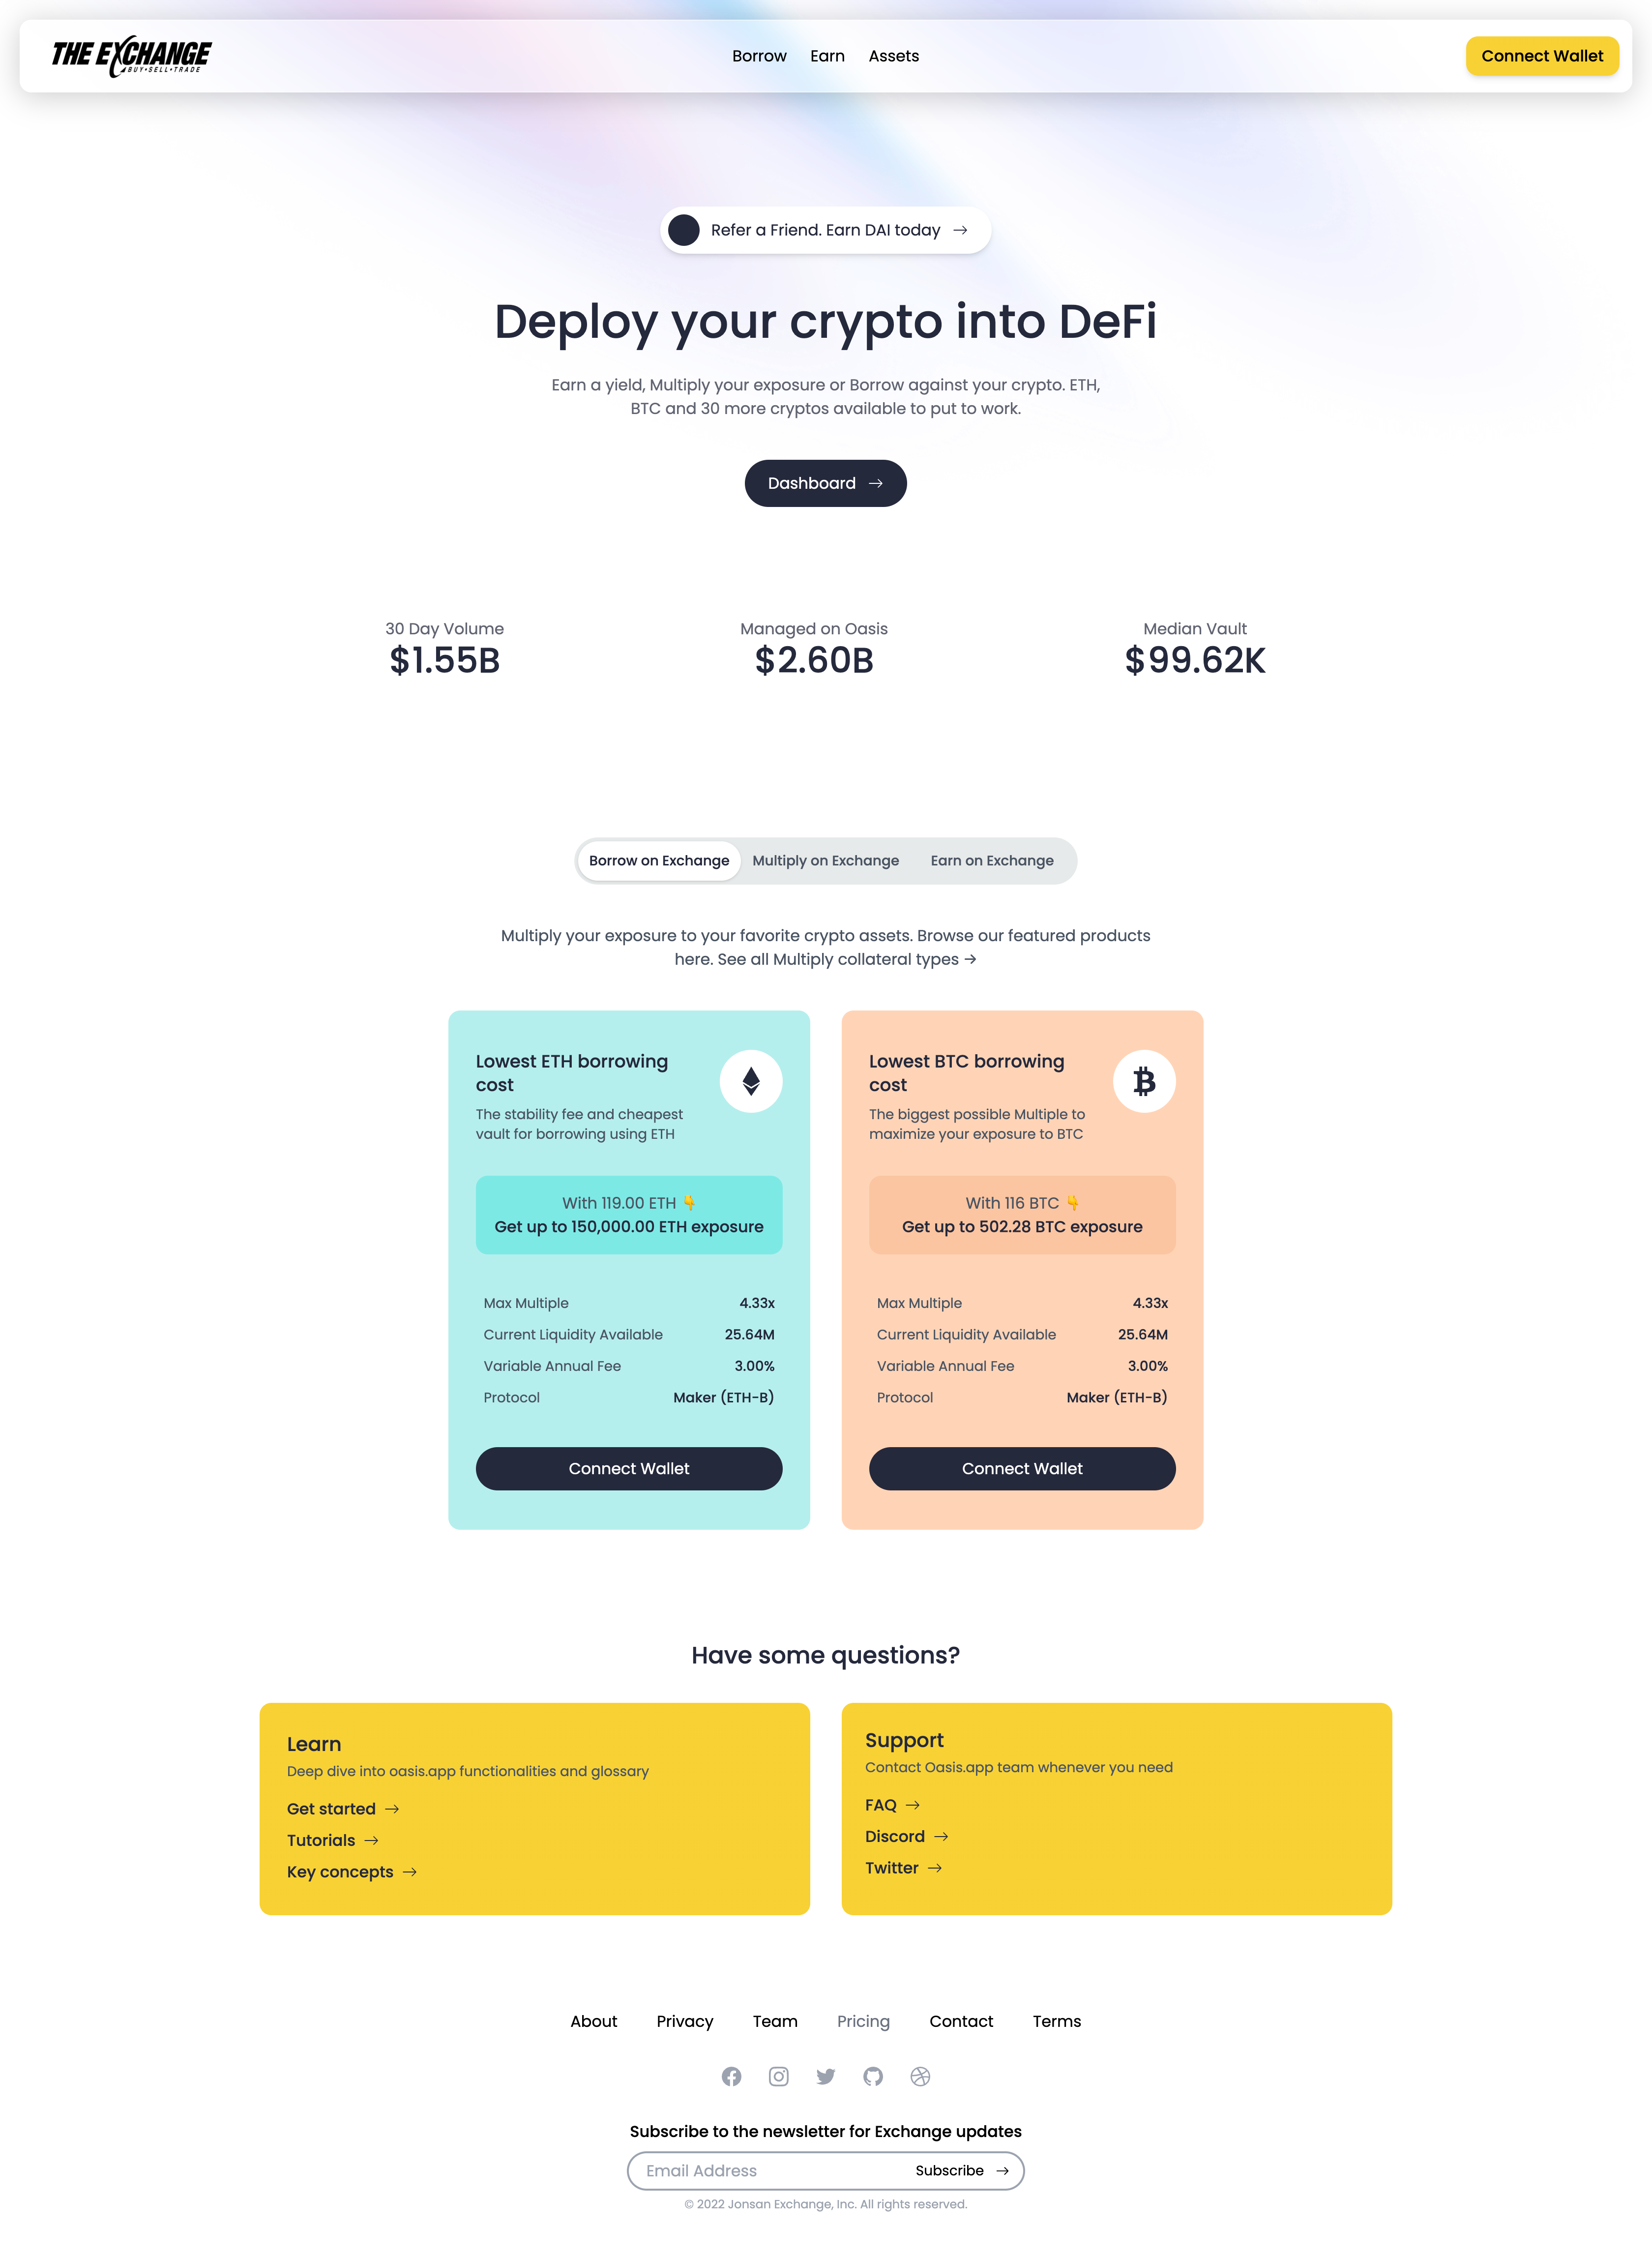 THE EXCHANGE
BUY•SELL•TRADE
Borrow Earn Assets
Connect Wallet
Refer a Friend. Earn DAI today →
Deploy your crypto into DeFi
Earn a yield, Multiply your exposure or Borrow against your crypto. ETH,
BTC and 30 more cryptos available to put to work.
Dashboard →
30 Day Volume
$1.55B
Managed on Oasis
$2.60B
Median Vault
$99.62K
Borrow on Exchange
Multiply on Exchange
Earn on Exchange
Multiply your exposure to your favorite crypto assets. Browse our featured products
here. See all Multiply collateral types →
Lowest ETH borrowing
cost
The stability fee and cheapest
vault for borrowing using ETH
With 119.00 ETH 👇
Get up to 150,000.00 ETH exposure
Max Multiple 4.33x
Current Liquidity Available 25.64M
Variable Annual Fee 3.00%
Protocol Maker (ETH-B)
Connect Wallet
Lowest BTC borrowing
cost
The biggest possible Multiple to
maximize your exposure to BTC
With 116 BTC 👇
Get up to 502.28 BTC exposure
Max Multiple 4.33x
Current Liquidity Available 25.64M
Variable Annual Fee 3.00%
Protocol Maker (ETH-B)
Connect Wallet
Have some questions?
Learn
Deep dive into oasis.app functionalities and glossary
Get started →
Tutorials →
Key concepts →
Support
Contact Oasis.app team whenever you need
FAQ →
Discord →
Twitter →
About Privacy Team Pricing Contact Terms
Subscribe to the newsletter for Exchange updates
Email Address Subscribe →
© 2022 Jonsan Exchange, Inc. All rights reserved.